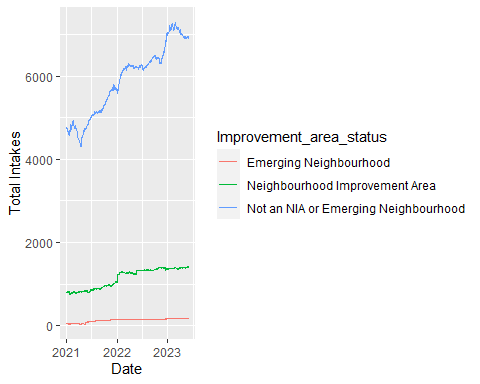 6000
4000
2000
0
Total Intakes
2021
2022
2023
Date
Improvement_area_status
Emerging Neighbourhood
Neighbourhood Improvement Area
Not an NIA or Emerging Neighbourhood